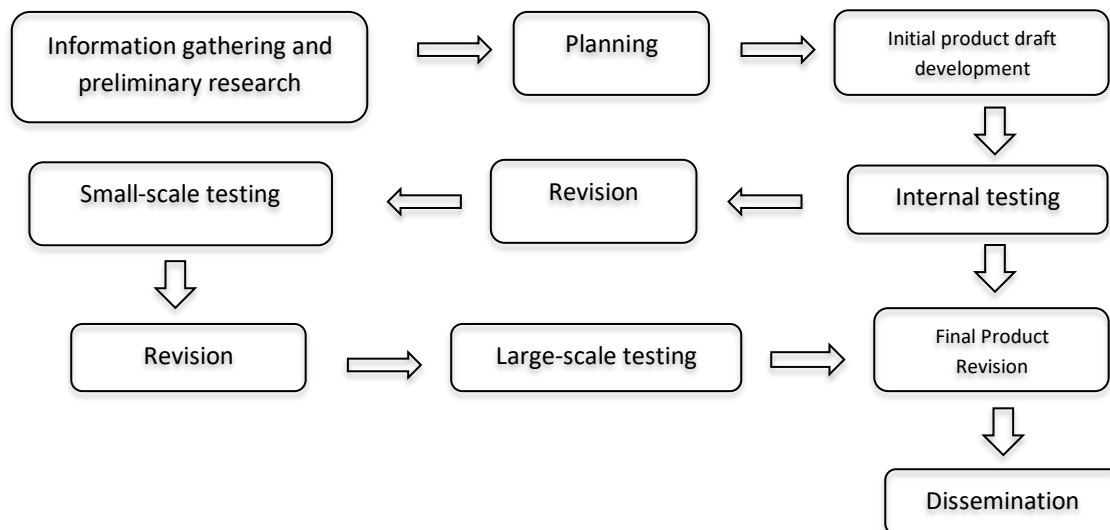 Information gathering and
preliminary research
Planning
Initial product draft
development
Small-scale testing
Revision
Internal testing
Revision
Large-scale testing
Final Product
Revision
Dissemination